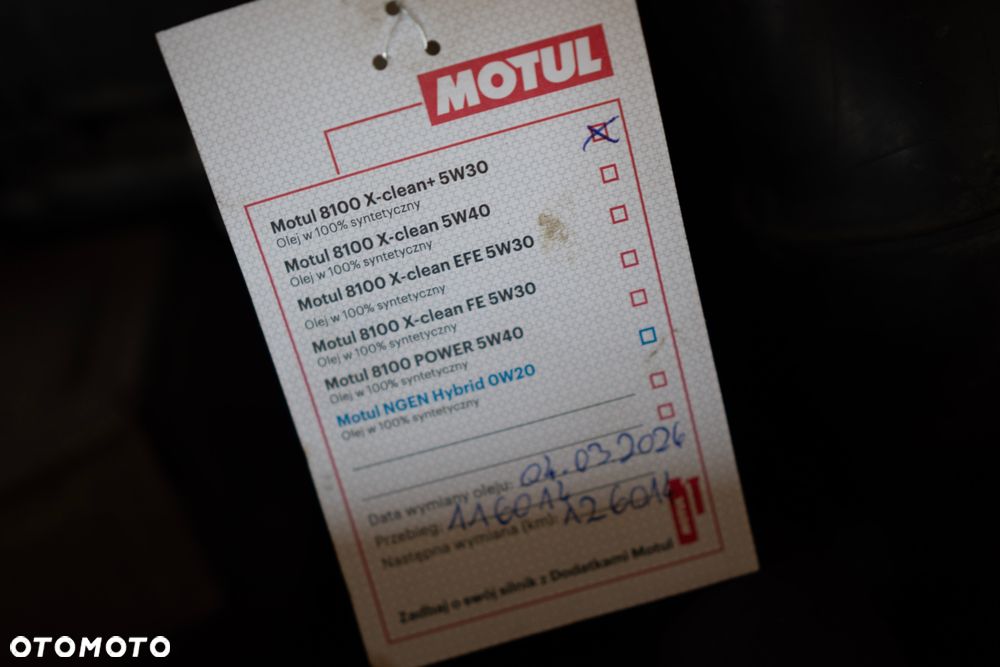 MOTUL
Motul 8100 X-clean+ 5W30
Olej w 100% syntetyczny
Motul 8100 X-clean 5W40
Olej w 100% syntetyczny
Motul 8100 X-clean EFE 5W30
Olej w 100% syntetyczny
Motul 8100 X-clean FE 5W30
Olej w 100% syntetyczny
Motul 8100 POWER 5W40
Olej w 100% syntetyczny
Motul NGEN Hybrid 0W20
Olej w 100% syntetyczny
Data wymiany oleju: 04.03.2026
Przebieg: 116014
Następna wymiana (km): 126014
Zadbaj o swój silnik z Dodatkami Motul
OTOMOTO